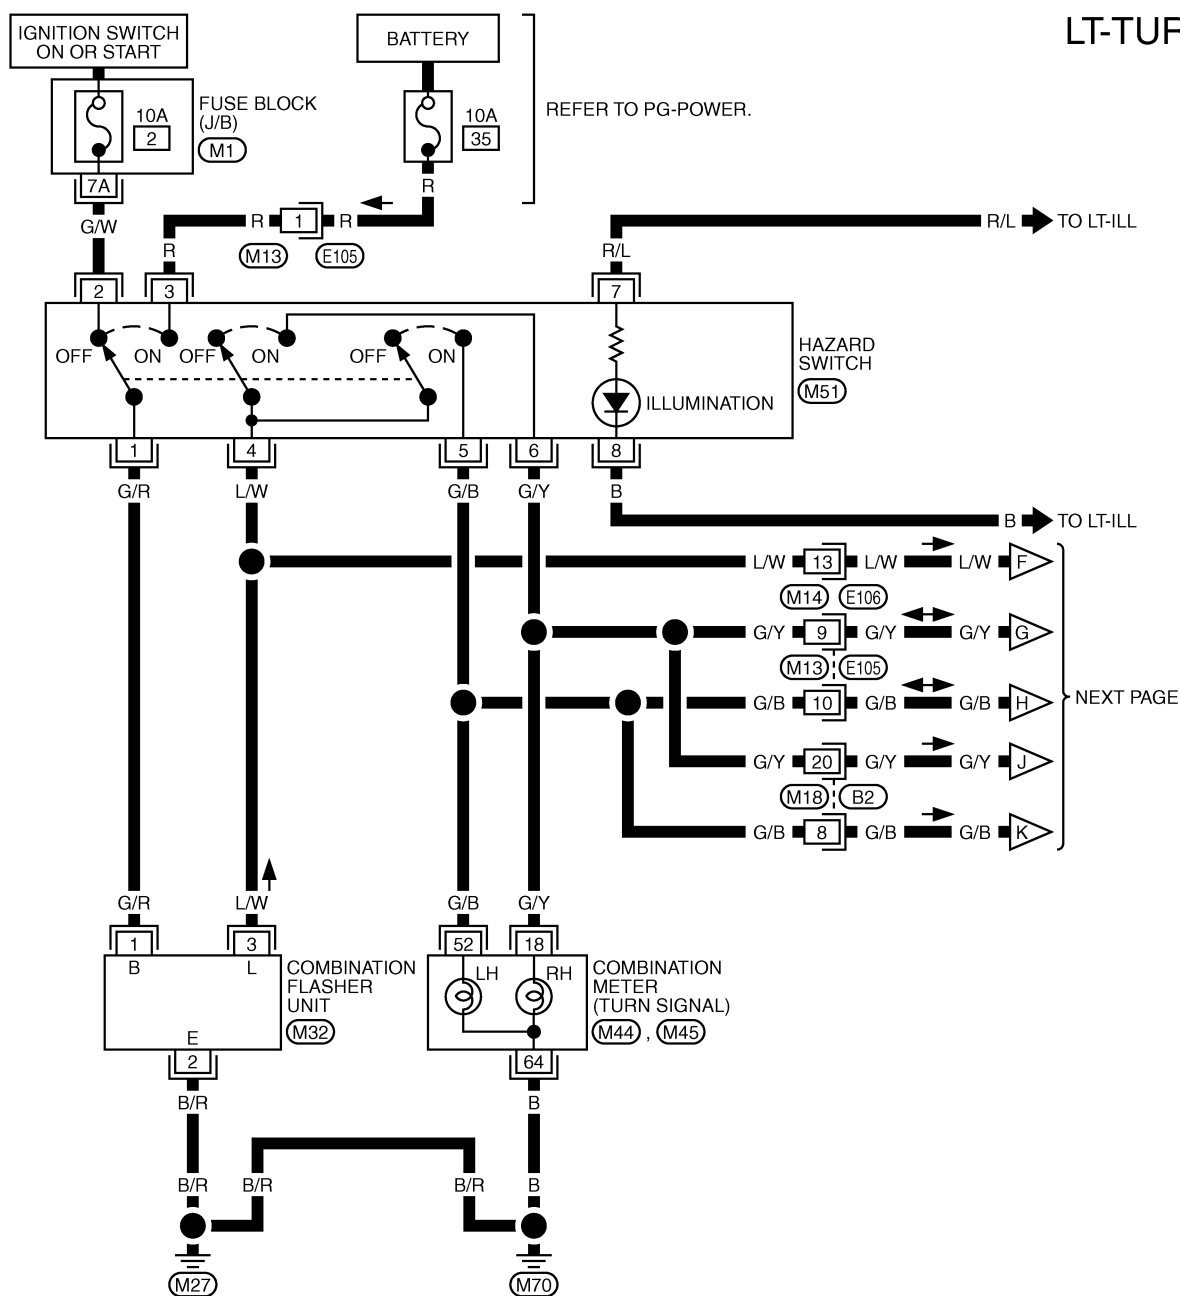 LT-TUR
IGNITION SWITCH
ON OR START
BATTERY
REFER TO PG-POWER.
10A
2
FUSE BLOCK
(J/B)
M1
10A
35
7A
R
G/W
R
1
R
M13
E105
R
R/L
TO LT-ILL
R/L
2
3
7
OFF
ON
OFF
ON
OFF
ON
HAZARD
SWITCH
M51
ILLUMINATION
1
4
5
6
8
G/R
L/W
G/B
G/Y
B
B
TO LT-ILL
L/W
13
L/W
L/W
F
M14
E106
G/Y
9
G/Y
G/Y
G
M13
E105
G/B
10
G/B
G/B
H
NEXT PAGE
G/Y
20
G/Y
G/Y
J
M18
B2
G/B
8
G/B
G/B
K
G/R
L/W
G/B
G/Y
1
3
52
18
B
L
COMBINATION
FLASHER
UNIT
M32
LH
RH
COMBINATION
METER
(TURN SIGNAL)
M44 , M45
E
2
64
B/R
B
B/R
B/R
B/R
B
M27
M70